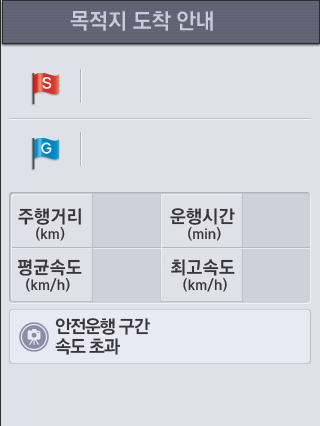 목적지 도착 안내
S
G
주행거리
(km)
운행시간
(min)
평균속도
(km/h)
최고속도
(km/h)
안전운행 구간
속도 초과